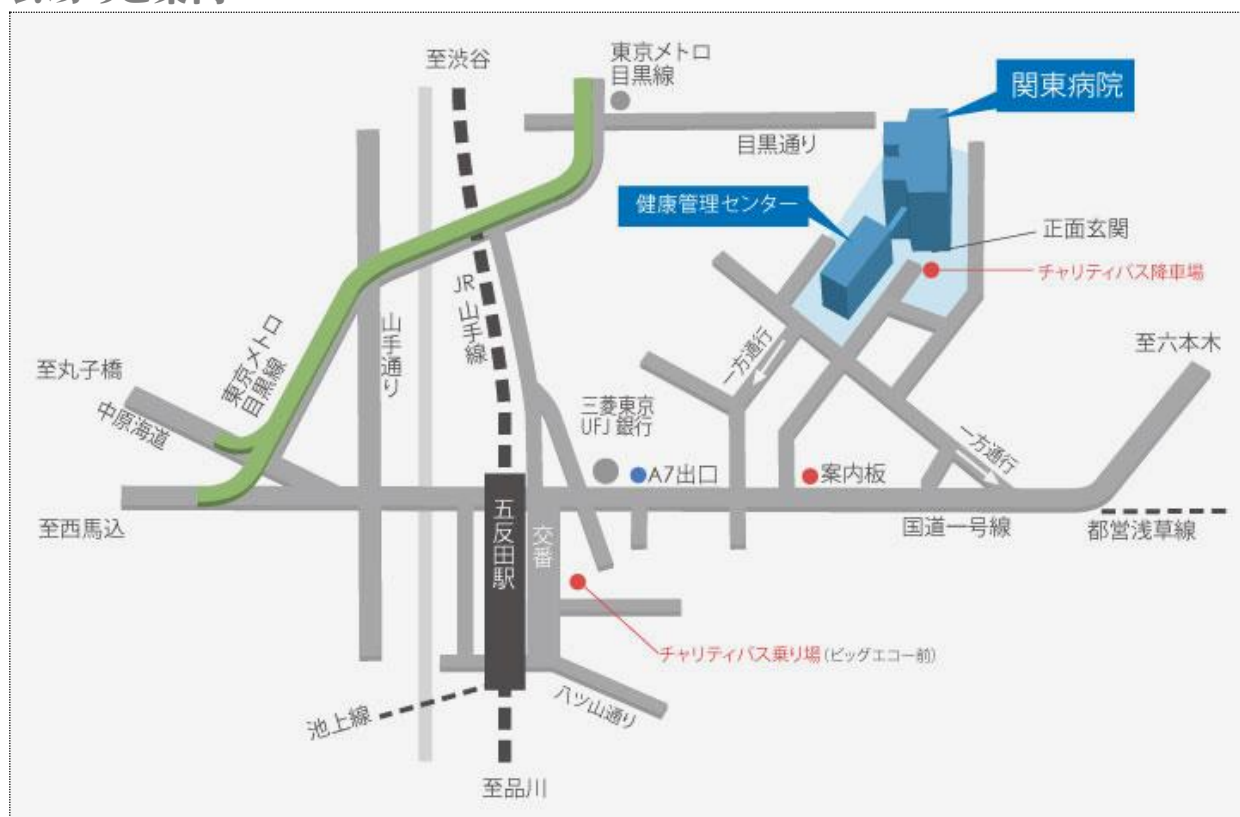 至渋谷
東京メトロ
目黒線
関東病院
目黒通り
健康管理センター
正面玄関
チャリティバス降車場
JR
山手線
山手通り
東京メトロ
目黒線
至丸子橋
中原海道
一方通行
至六本木
三菱東京
UFJ 銀行
A7出口
案内板
一方通行
至西馬込
五反田駅
交番
国道一号線
都営浅草線
チャリティバス乗り場 (ビッグエコー前)
池上線
八ツ山通り
至品川